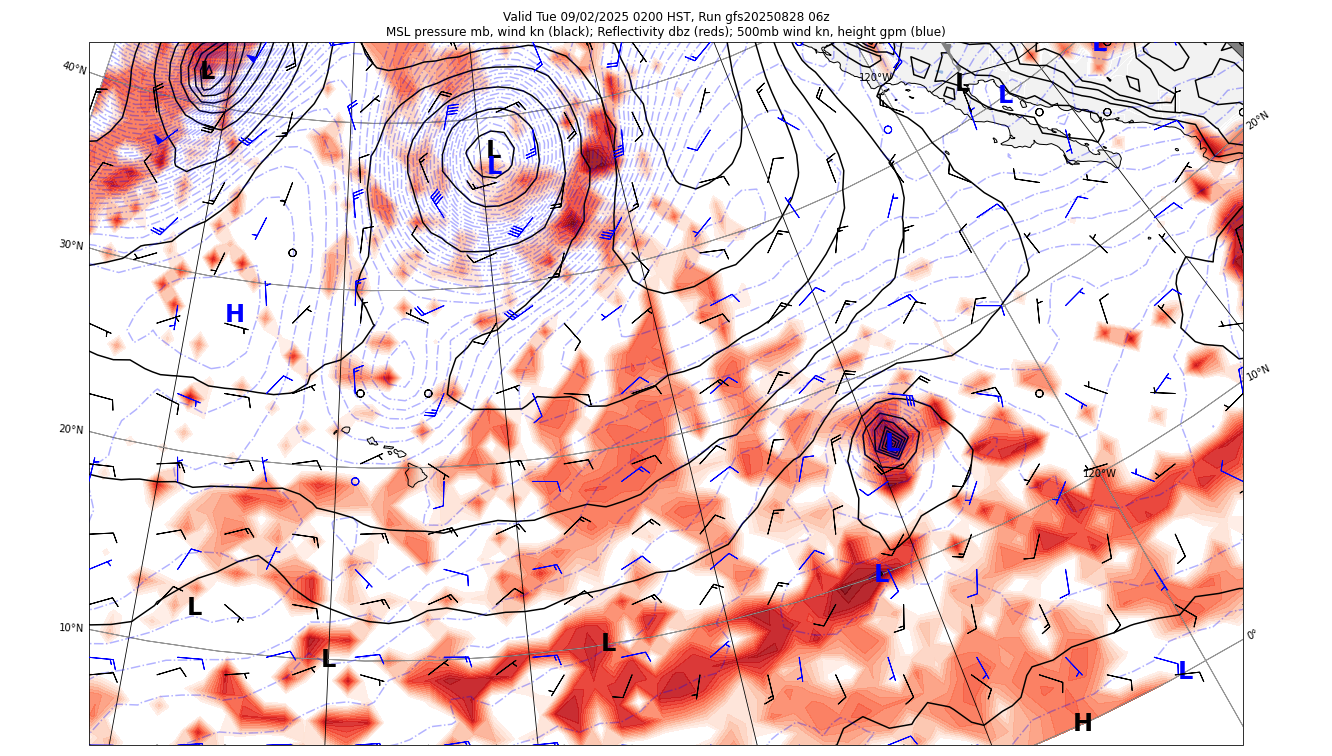 Valid Tue 09/02/2025 0200 HST, Run gfs20250828 06z
MSL pressure mb, wind kn (black); Reflectivity dbz (reds); 500mb wind kn, height gpm (blue)
L
L
40°N
L
120°W
L
L
20°N
L
L
30°N
H
10°N
20°N
L
120°W
L
L
10°N
L
0°
L
L
H